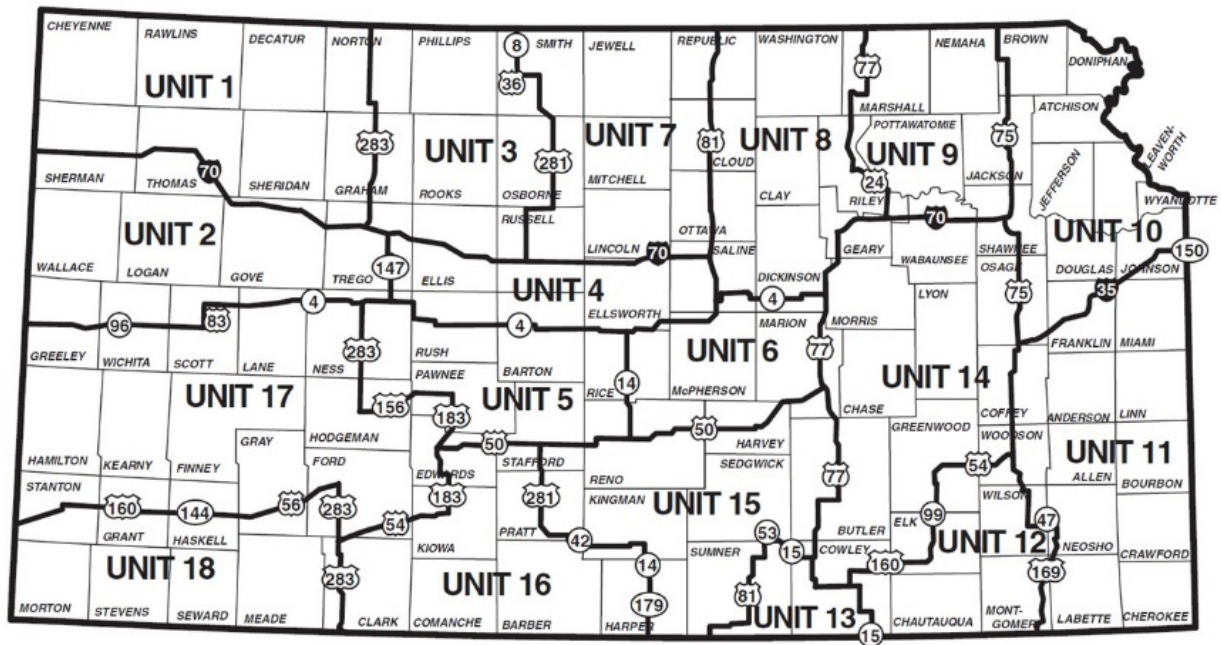 CHEYENNE RAWLINS DECATUR NORTON PHILLIPS 8 SMITH JEWELL REPUBLIC WASHINGTON NEMAHA BROWN
DONIPHAN
36 77
UNIT 1
MARSHALL ATCHISON
POTTAWATOMIE
283 UNIT 3 281 UNIT 7 81 UNIT 8 UNIT 9 75
CLOUD LEAVEN-
WORTH
70 24
SHERMAN THOMAS SHERIDAN GRAHAM ROOKS OSBORNE MITCHELL CLAY RILEY JACKSON JEFFERSON WYANDOTTE
RUSSELL
UNIT 2 OTTAWA 70 UNIT 10
LINCOLN 70 SALINE GEARY SHAWNEE 150
WALLACE LOGAN GOVE TREGO 147 ELLIS DICKINSON WABAUNSEE OSAGE DOUGLAS JOHNSON
UNIT 4 LYON 75 35
96 83 4 4 ELLSWORTH 4 MARION MORRIS
GREELEY WICHITA SCOTT LANE NESS 283 RUSH UNIT 6 77 FRANKLIN MIAMI
PAWNEE BARTON 14
UNIT 17 156 183 UNIT 5 RICE McPHERSON UNIT 14
CHASE COFFEY ANDERSON LINN
GRAY HODGEMAN 50 50 HARVEY GREENWOOD WOODSON
HAMILTON KEARNY FINNEY FORD EDWARDS STAFFORD RENO SEDGWICK 77 54 UNIT 11
STANTON 183 281 KINGMAN ALLEN BOURBON
160 144 56 283 54 UNIT 15 WILSON
GRANT HASKELL KIOWA PRATT 42 53 BUTLER ELK 99 UNIT 12 47 NEOSHO
SUMNER 15 COWLEY CRAWFORD
UNIT 18 283 UNIT 16 14 160 169
81
179 UNIT 13
MORTON STEVENS SEWARD MEADE CLARK COMANCHE BARBER HARPER 15 CHAUTAUQUA MONT-
GOMERY LABETTE CHEROKEE